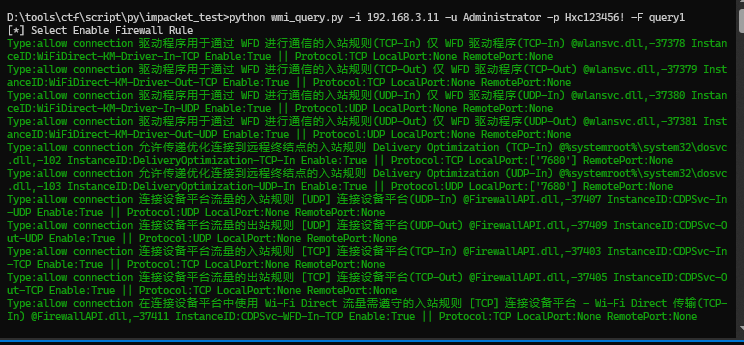 D:\tools\ctf\script\py\impacket_test>python wmi_query.py -i 192.168.3.11 -u Administrator -p Hxc123456! -F query1
[*] Select Enable Firewall Rule
Type:allow connection 驱动程序用于通过 WFD 进行通信的入站规则(TCP-In) 仅 WFD 驱动程序(TCP-In) @wlansvc.dll,-37378 Instan
ceID:WiFiDirect-KM-Driver-In-TCP Enable:True || Protocol:TCP LocalPort:None RemotePort:None
Type:allow connection 驱动程序用于通过 WFD 进行通信的出站规则(TCP-Out) 仅 WFD 驱动程序(TCP-Out) @wlansvc.dll,-37379 Inst
anceID:WiFiDirect-KM-Driver-Out-TCP Enable:True || Protocol:TCP LocalPort:None RemotePort:None
Type:allow connection 驱动程序用于通过 WFD 进行通信的入站规则(UDP-In) 仅 WFD 驱动程序(UDP-In) @wlansvc.dll,-37380 Instan
ceID:WiFiDirect-KM-Driver-In-UDP Enable:True || Protocol:UDP LocalPort:None RemotePort:None
Type:allow connection 驱动程序用于通过 WFD 进行通信的出站规则(UDP-Out) 仅 WFD 驱动程序(UDP-Out) @wlansvc.dll,-37381 Inst
anceID:WiFiDirect-KM-Driver-Out-UDP Enable:True || Protocol:UDP LocalPort:None RemotePort:None
Type:allow connection 允许传递优化连接到远程终结点的入站规则 Delivery Optimization (TCP-In) @%systemroot%\system32\dosvc
.dll,-102 InstanceID:DeliveryOptimization-TCP-In Enable:True || Protocol:TCP LocalPort:['7680'] RemotePort:None
Type:allow connection 允许传递优化连接到远程终结点的入站规则 Delivery Optimization (UDP-In) @%systemroot%\system32\dosvc
.dll,-103 InstanceID:DeliveryOptimization-UDP-In Enable:True || Protocol:UDP LocalPort:['7680'] RemotePort:None
Type:allow connection 连接设备平台流量的入站规则 [UDP] 连接设备平台(UDP-In) @FirewallAPI.dll,-37407 InstanceID:CDPSvc-In
-UDP Enable:True || Protocol:UDP LocalPort:None RemotePort:None
Type:allow connection 连接设备平台流量的出站规则 [UDP] 连接设备平台(UDP-Out) @FirewallAPI.dll,-37409 InstanceID:CDPSvc-O
ut-UDP Enable:True || Protocol:UDP LocalPort:None RemotePort:None
Type:allow connection 连接设备平台流量的入站规则 [TCP] 连接设备平台(TCP-In) @FirewallAPI.dll,-37403 InstanceID:CDPSvc-In
-TCP Enable:True || Protocol:TCP LocalPort:None RemotePort:None
Type:allow connection 连接设备平台流量的出站规则 [TCP] 连接设备平台(TCP-Out) @FirewallAPI.dll,-37405 InstanceID:CDPSvc-O
ut-TCP Enable:True || Protocol:TCP LocalPort:None RemotePort:None
Type:allow connection 在连接设备平台中使用 Wi-Fi Direct 流量需遵守的入站规则 [TCP] 连接设备平台 - Wi-Fi Direct 传输(TCP-
In) @FirewallAPI.dll,-37411 InstanceID:CDPSvc-WFD-In-TCP Enable:True || Protocol:TCP LocalPort:None RemotePort:None